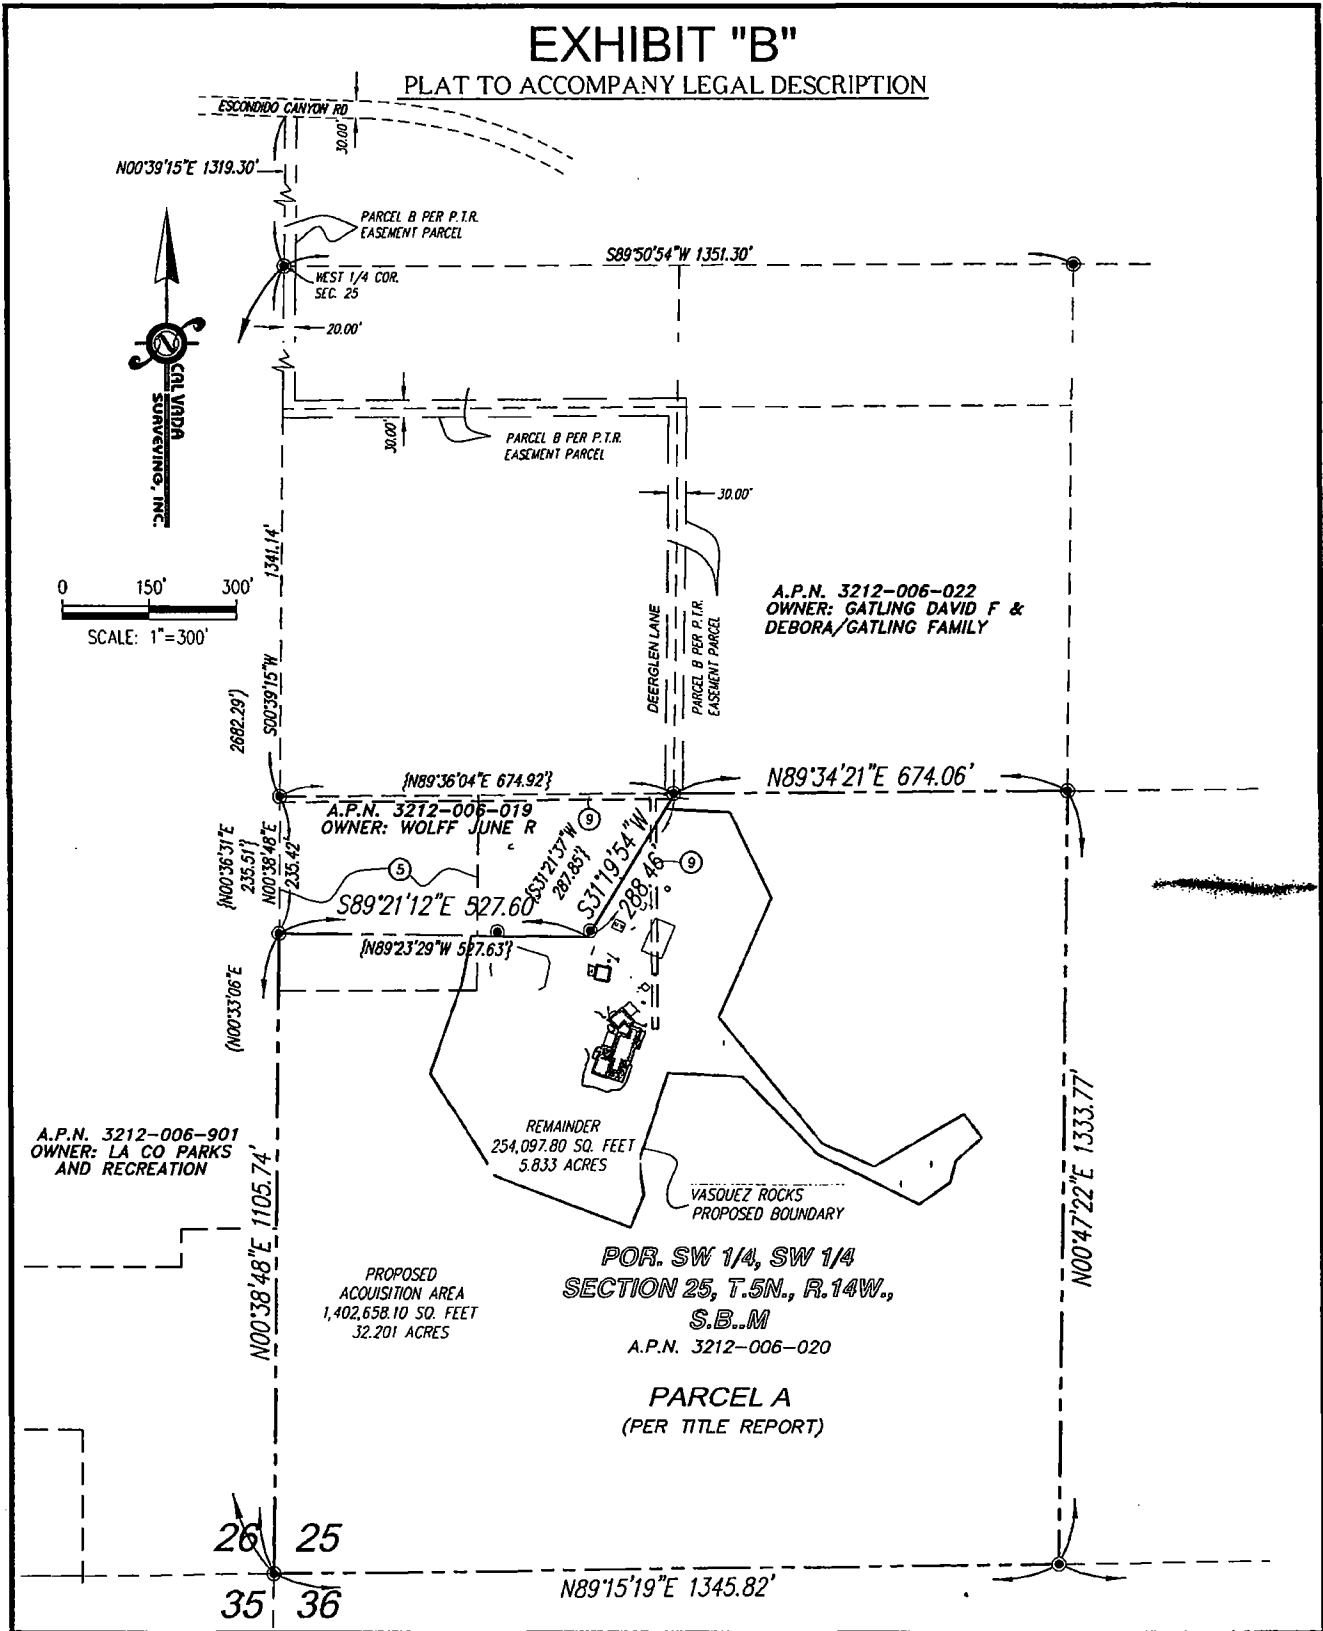 EXHIBIT "B"
PLAT TO ACCOMPANY LEGAL DESCRIPTION
ESCONDIDO CANYON RD
30.00'
N00°39'15"E 1319.30'
PARCEL B PER P.T.R.
EASEMENT PARCEL
S89°50'54"W 1351.30'
WEST 1/4 COR.
SEC. 25
20.00'
CAL VADA
SURVEYING, INC.
30.00'
PARCEL B PER P.T.R.
EASEMENT PARCEL
30.00'
0 150' 300'
SCALE: 1"=300'
1341.14'
S00°39'15"W
2682.29')
DEERGLEN LANE
PARCEL B PER P.T.R.
EASEMENT PARCEL
A.P.N. 3212-006-022
OWNER: GATLING DAVID F &
DEBORA/GATLING FAMILY
{N89°36'04"E 674.92'}
N89°34'21"E 674.06'
A.P.N. 3212-006-019
OWNER: WOLFF JUNE R
9
{S31°21'37"W
287.85'}
S31°19'54"W
288.46'
9
{N00°36'31"E
235.51'}
N00°38'48"E
235.42'
5
S89°21'12"E 527.60'
{N89°23'29"W 527.63'}
(N00°33'06"E
A.P.N. 3212-006-901
OWNER: LA CO PARKS
AND RECREATION
N00°38'48"E 1105.74'
REMAINDER
254,097.80 SQ. FEET
5.833 ACRES
VASQUEZ ROCKS
PROPOSED BOUNDARY
N00°47'22"E 1333.77'
PROPOSED
ACQUISITION AREA
1,402,658.10 SQ. FEET
32.201 ACRES
POR. SW 1/4, SW 1/4
SECTION 25, T.5N., R.14W.,
S.B..M
A.P.N. 3212-006-020
PARCEL A
(PER TITLE REPORT)
26 25
35 36
N89°15'19"E 1345.82'